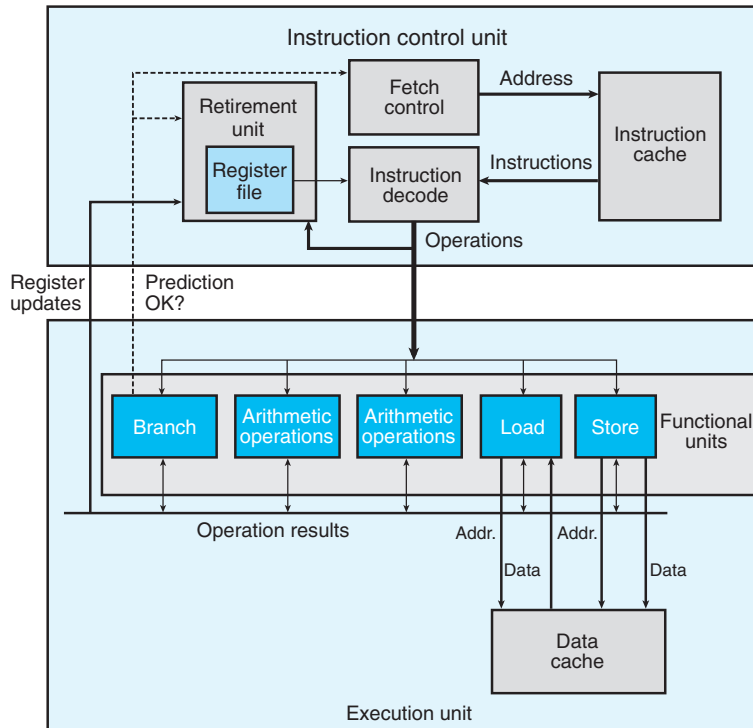 Instruction control unit
Fetch
control
Address
Retirement
unit
Instruction
cache
Register
file
Instruction
decode
Instructions
Operations
Register
updates
Prediction
OK?
Branch
Arithmetic
operations
Arithmetic
operations
Load
Store
Functional
units
Operation results
Addr.
Addr.
Data
Data
Data
cache
Execution unit